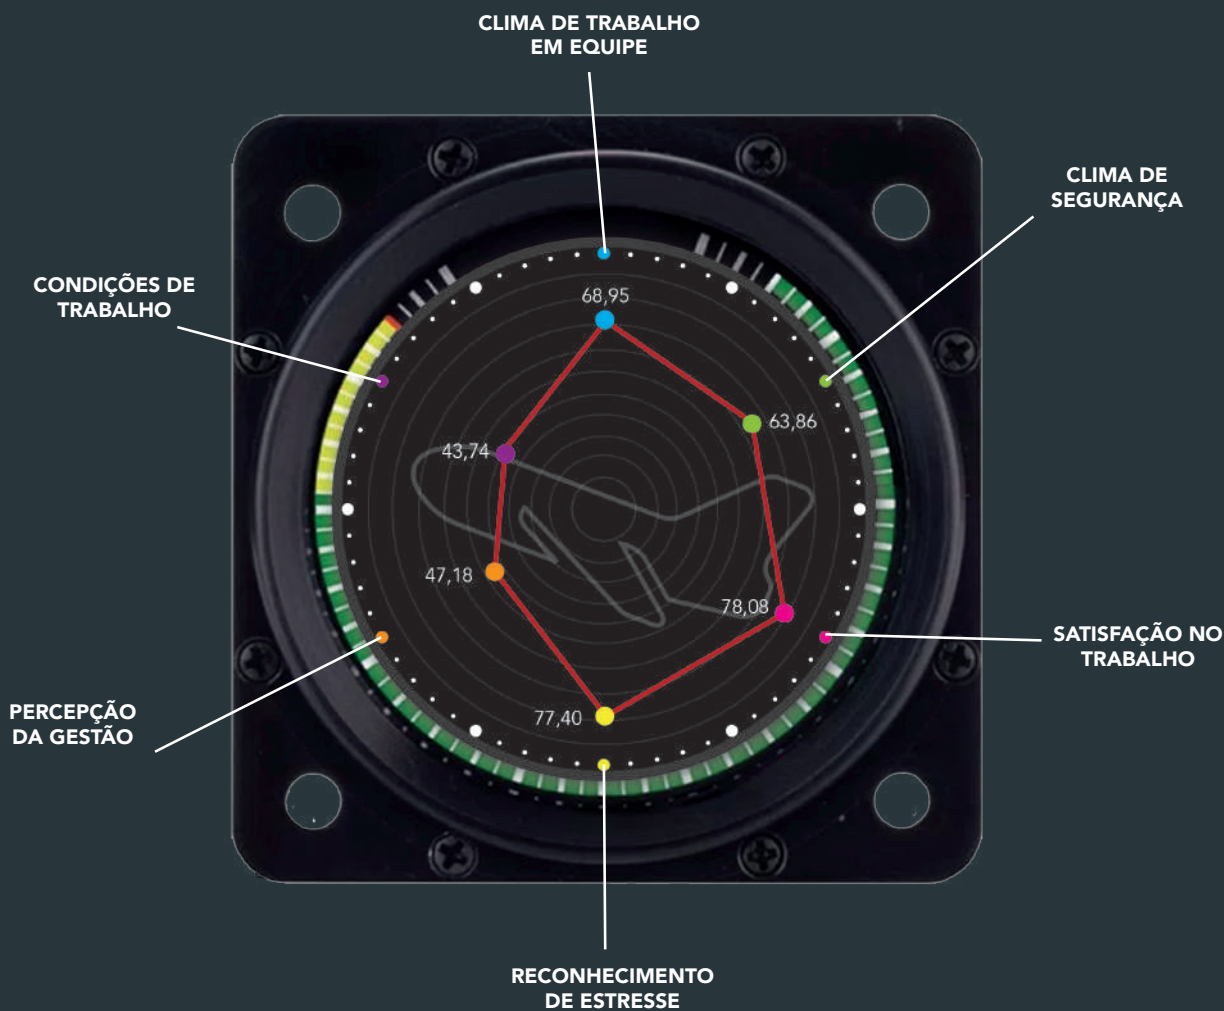 CLIMA DE TRABALHO
EM EQUIPE
CLIMA DE
SEGURANÇA
CONDIÇÕES DE
TRABALHO
68,95
63,86
43,74
47,18
78,08
SATISFAÇÃO NO
TRABALHO
PERCEPÇÃO
DA GESTÃO
77,40
RECONHECIMENTO
DE ESTRESSE